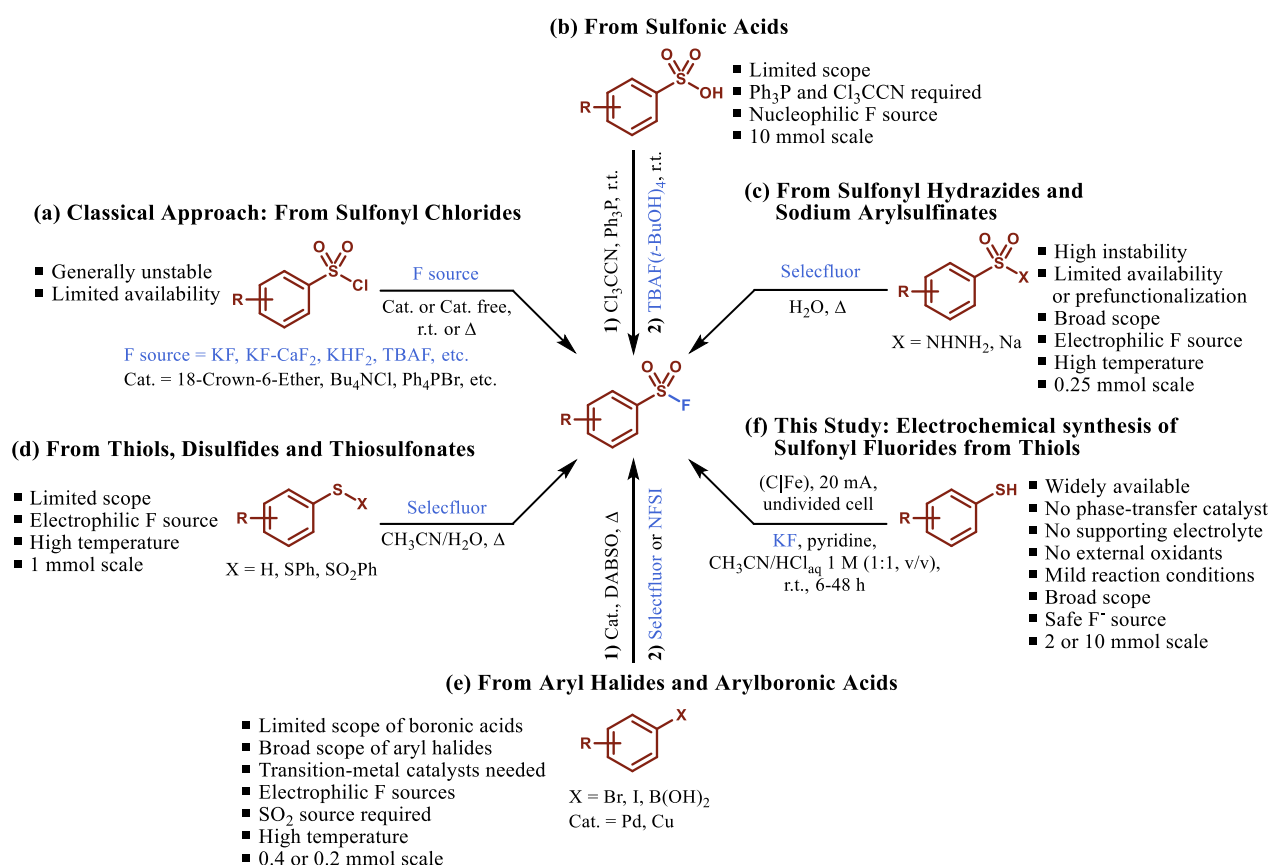 (b) From Sulfonic Acids
O O
S
OH
R
▪ Limited scope
▪ Ph₃P and Cl₃CCN required
▪ Nucleophilic F source
▪ 10 mmol scale
1) Cl₃CCN, Ph₃P, r.t.
2) TBAF(t-BuOH)₄, r.t.
(a) Classical Approach: From Sulfonyl Chlorides
▪ Generally unstable
▪ Limited availability
O O
S
Cl
R
F source
Cat. or Cat. free,
r.t. or Δ
F source = KF, KF-CaF₂, KHF₂, TBAF, etc.
Cat. = 18-Crown-6-Ether, Bu₄NCl, Ph₄PBr, etc.
(c) From Sulfonyl Hydrazides and
Sodium Arylsulfinates
Selecfluor
H₂O, Δ
O O
S
X
R
X = NHNH₂, Na
▪ High instability
▪ Limited availability
or prefunctionalization
▪ Broad scope
▪ Electrophilic F source
▪ High temperature
▪ 0.25 mmol scale
O O
S
F
R
(d) From Thiols, Disulfides and Thiosulfonates
▪ Limited scope
▪ Electrophilic F source
▪ High temperature
▪ 1 mmol scale
S
X
R
X = H, SPh, SO₂Ph
Selecfluor
CH₃CN/H₂O, Δ
(f) This Study: Electrochemical synthesis of
Sulfonyl Fluorides from Thiols
(C|Fe), 20 mA,
undivided cell
KF, pyridine,
CH₃CN/HClaq 1 M (1:1, v/v),
r.t., 6-48 h
SH
R
▪ Widely available
▪ No phase-transfer catalyst
▪ No supporting electrolyte
▪ No external oxidants
▪ Mild reaction conditions
▪ Broad scope
▪ Safe F⁻ source
▪ 2 or 10 mmol scale
1) Cat., DABSO, Δ
2) Selectfluor or NFSI
(e) From Aryl Halides and Arylboronic Acids
▪ Limited scope of boronic acids
▪ Broad scope of aryl halides
▪ Transition-metal catalysts needed
▪ Electrophilic F sources
▪ SO₂ source required
▪ High temperature
▪ 0.4 or 0.2 mmol scale
X
R
X = Br, I, B(OH)₂
Cat. = Pd, Cu